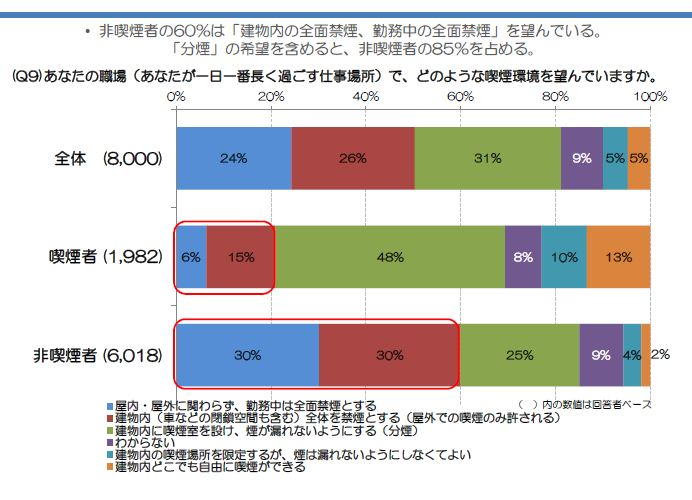 • 非喫煙者の60%は「建物内の全面禁煙、勤務中の全面禁煙」を望んでいる。
「分煙」の希望を含めると、非喫煙者の85%を占める。
(Q9)あなたの職場（あなたが一日一番長く過ごす仕事場所）で、どのような喫煙環境を望んでいますか。
0% 20% 40% 60% 80% 100%
全体 (8,000) 24% 26% 31% 9% 5% 5%
喫煙者 (1,982) 6% 15% 48% 8% 10% 13%
非喫煙者 (6,018) 30% 30% 25% 9% 4% 2%
屋内・屋外に関わらず、勤務中は全面禁煙とする
（ ）内の数値は回答者ベース
建物内（車などの閉鎖空間も含む）全体を禁煙とする（屋外での喫煙のみ許される）
建物内に喫煙室を設け、煙が漏れないようにする（分煙）
わからない
建物内の喫煙場所を限定するが、煙は漏れないようにしなくてよい
建物内どこでも自由に喫煙ができる